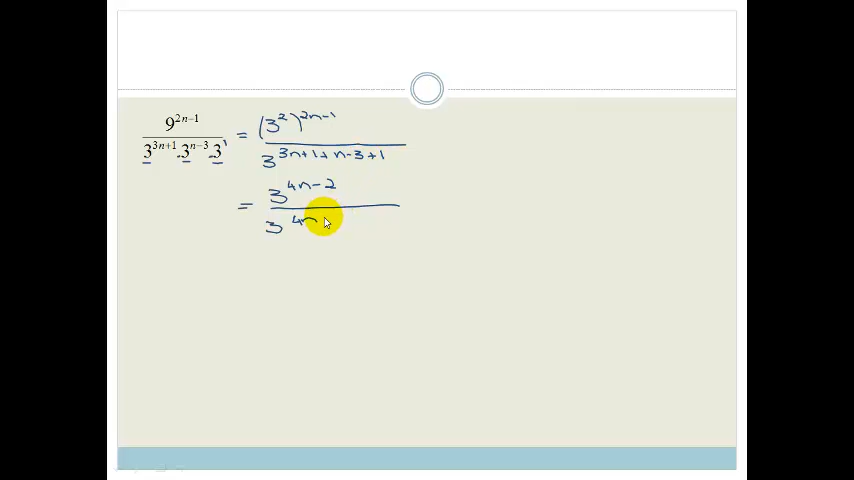 9^{2n-1} / 3^{3n+1} . 3^{n-3} . 3^1 = (3^2)^{2n-1} / 3^{3n+1+n-3+1}
= 3^{4n-2} / 3^{4n}